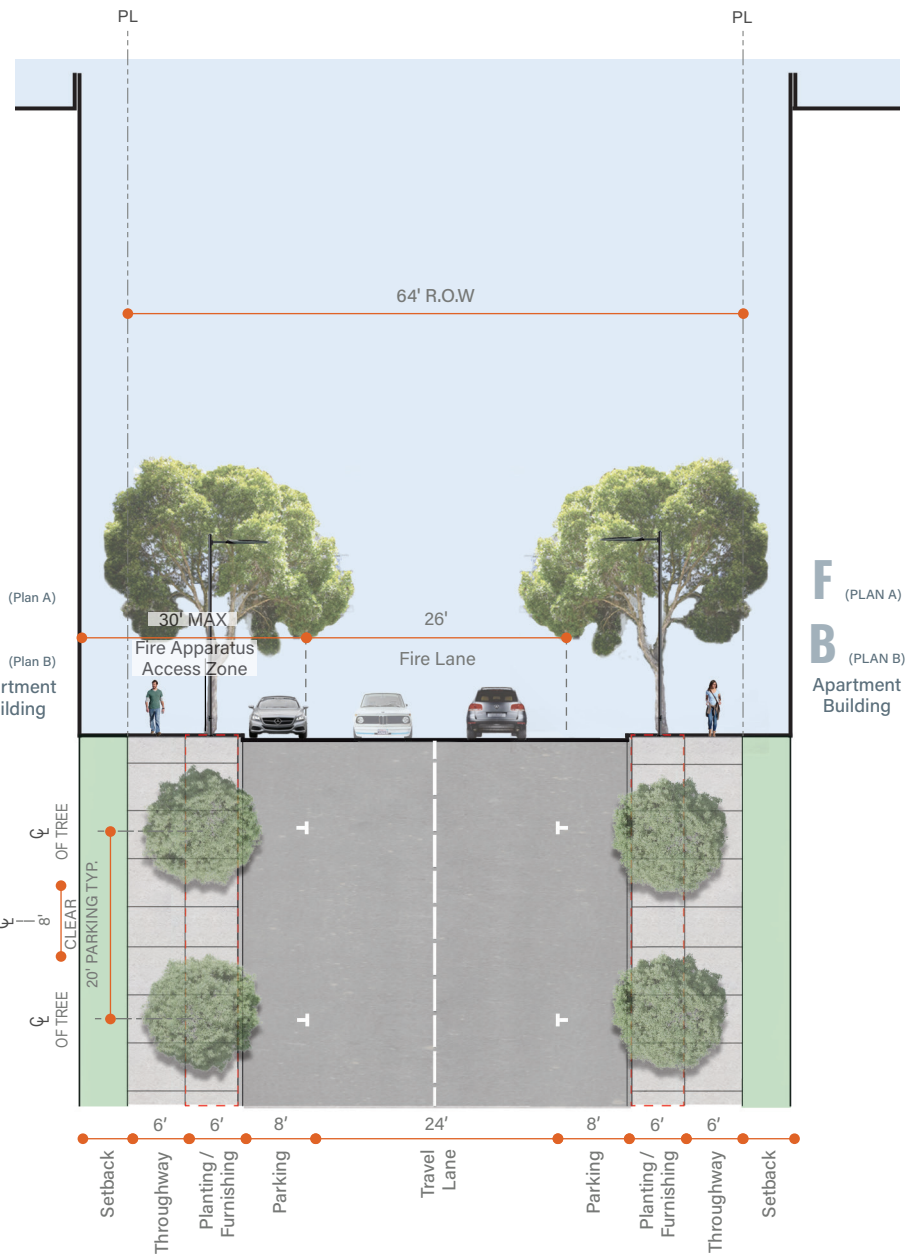 PL
PL
64' R.O.W
30' MAX
Fire Apparatus
Access Zone
26'
Fire Lane
(Plan A)
(Plan B)
rtment
ilding
F (PLAN A)
B (PLAN B)
Apartment
Building
℄
OF TREE
℄
8'
CLEAR
20' PARKING TYP.
℄
OF TREE
6'
6'
8'
24'
8'
6'
6'
Setback
Throughway
Planting /
Furnishing
Parking
Travel
Lane
Parking
Planting /
Furnishing
Throughway
Setback